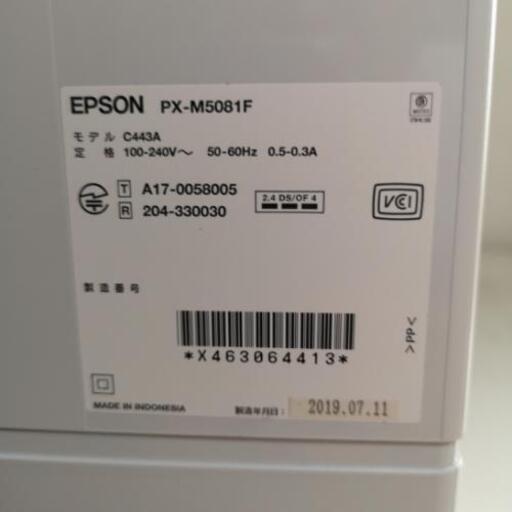 EPSON PX-M5081F
モデル C443A
定 格 100-240V～ 50-60Hz 0.5-0.3A
T A17-0058005
R 204-330030
2.4 DS/OF 4
VCI
製造番号
*X463064413*
>PP<
MADE IN INDONESIA
製造年月日: 2019.07.11